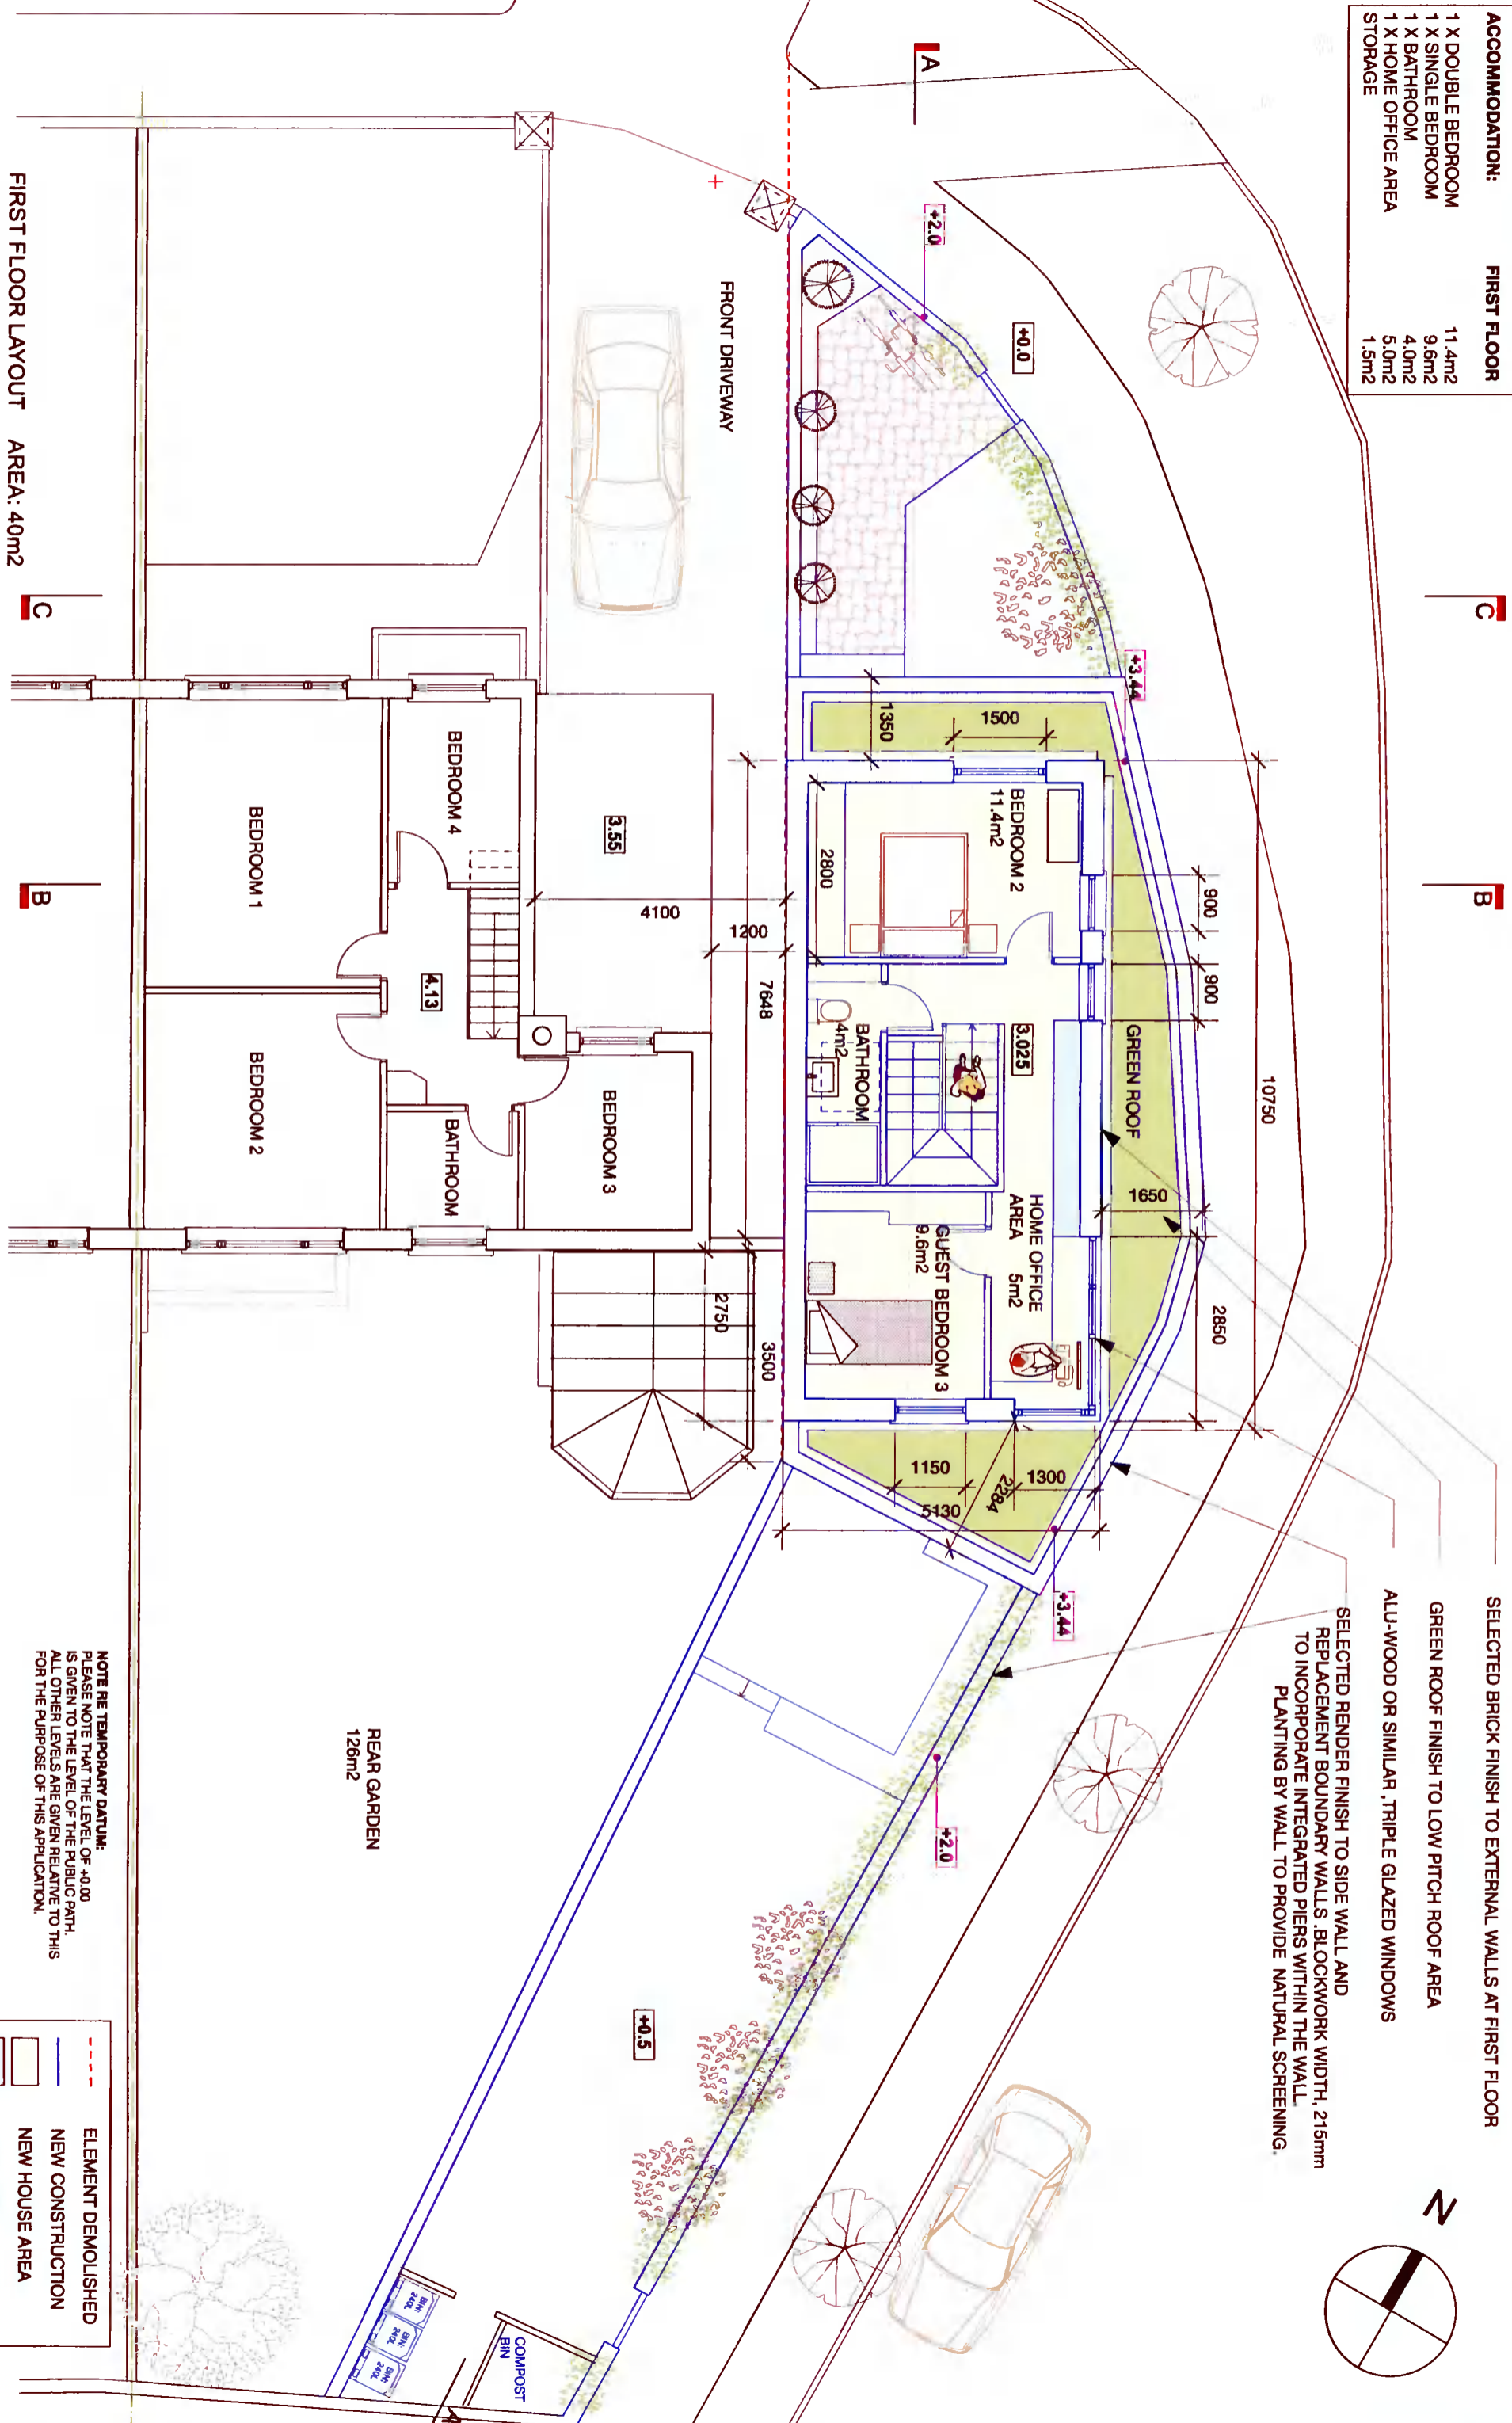 ACCOMMODATION: FIRST FLOOR
1 X DOUBLE BEDROOM 11.4m2
1 X SINGLE BEDROOM 9.6m2
1 X BATHROOM 4.0m2
1 X HOME OFFICE AREA 5.0m2
STORAGE 1.5m2
C
B
SELECTED BRICK FINISH TO EXTERNAL WALLS AT FIRST FLOOR
GREEN ROOF FINISH TO LOW PITCH ROOF AREA
ALU-WOOD OR SIMILAR ,TRIPLE GLAZED WINDOWS
SELECTED RENDER FINISH TO SIDE WALL AND
REPLACEMENT BOUNDARY WALLS .BLOCKWORK WIDTH, 215mm
TO INCORPORATE INTEGRATED PIERS WITHIN THE WALL.
PLANTING BY WALL TO PROVIDE NATURAL SCREENING.
N
A
+2.0
+0.0
+3.44
10750
900
900
2850
1650
GREEN ROOF
1500
1350
BEDROOM 2
11.4m2
2800
3.025
HOME OFFICE
AREA 5m2
BATHROOM
4m2
GUEST BEDROOM 3
9.6m2
1150
1300
2284
5130
+3.44
+2.0
FRONT DRIVEWAY
7648
3500
1200
4100
2750
3.55
BEDROOM 4
BEDROOM 3
4.13
BATHROOM
BEDROOM 1
BEDROOM 2
+0.5
REAR GARDEN
126m2
BIN:
240L
BIN:
240L
BIN:
240L
COMPOST
BIN
FIRST FLOOR LAYOUT AREA: 40m2
C
B
NOTE RE TEMPORARY DATUM:
PLEASE NOTE THAT THE LEVEL OF +0.00
IS GIVEN TO THE LEVEL OF THE PUBLIC PATH.
ALL OTHER LEVELS ARE GIVEN RELATIVE TO THIS
FOR THE PURPOSE OF THIS APPLICATION.
ELEMENT DEMOLISHED
NEW CONSTRUCTION
NEW HOUSE AREA